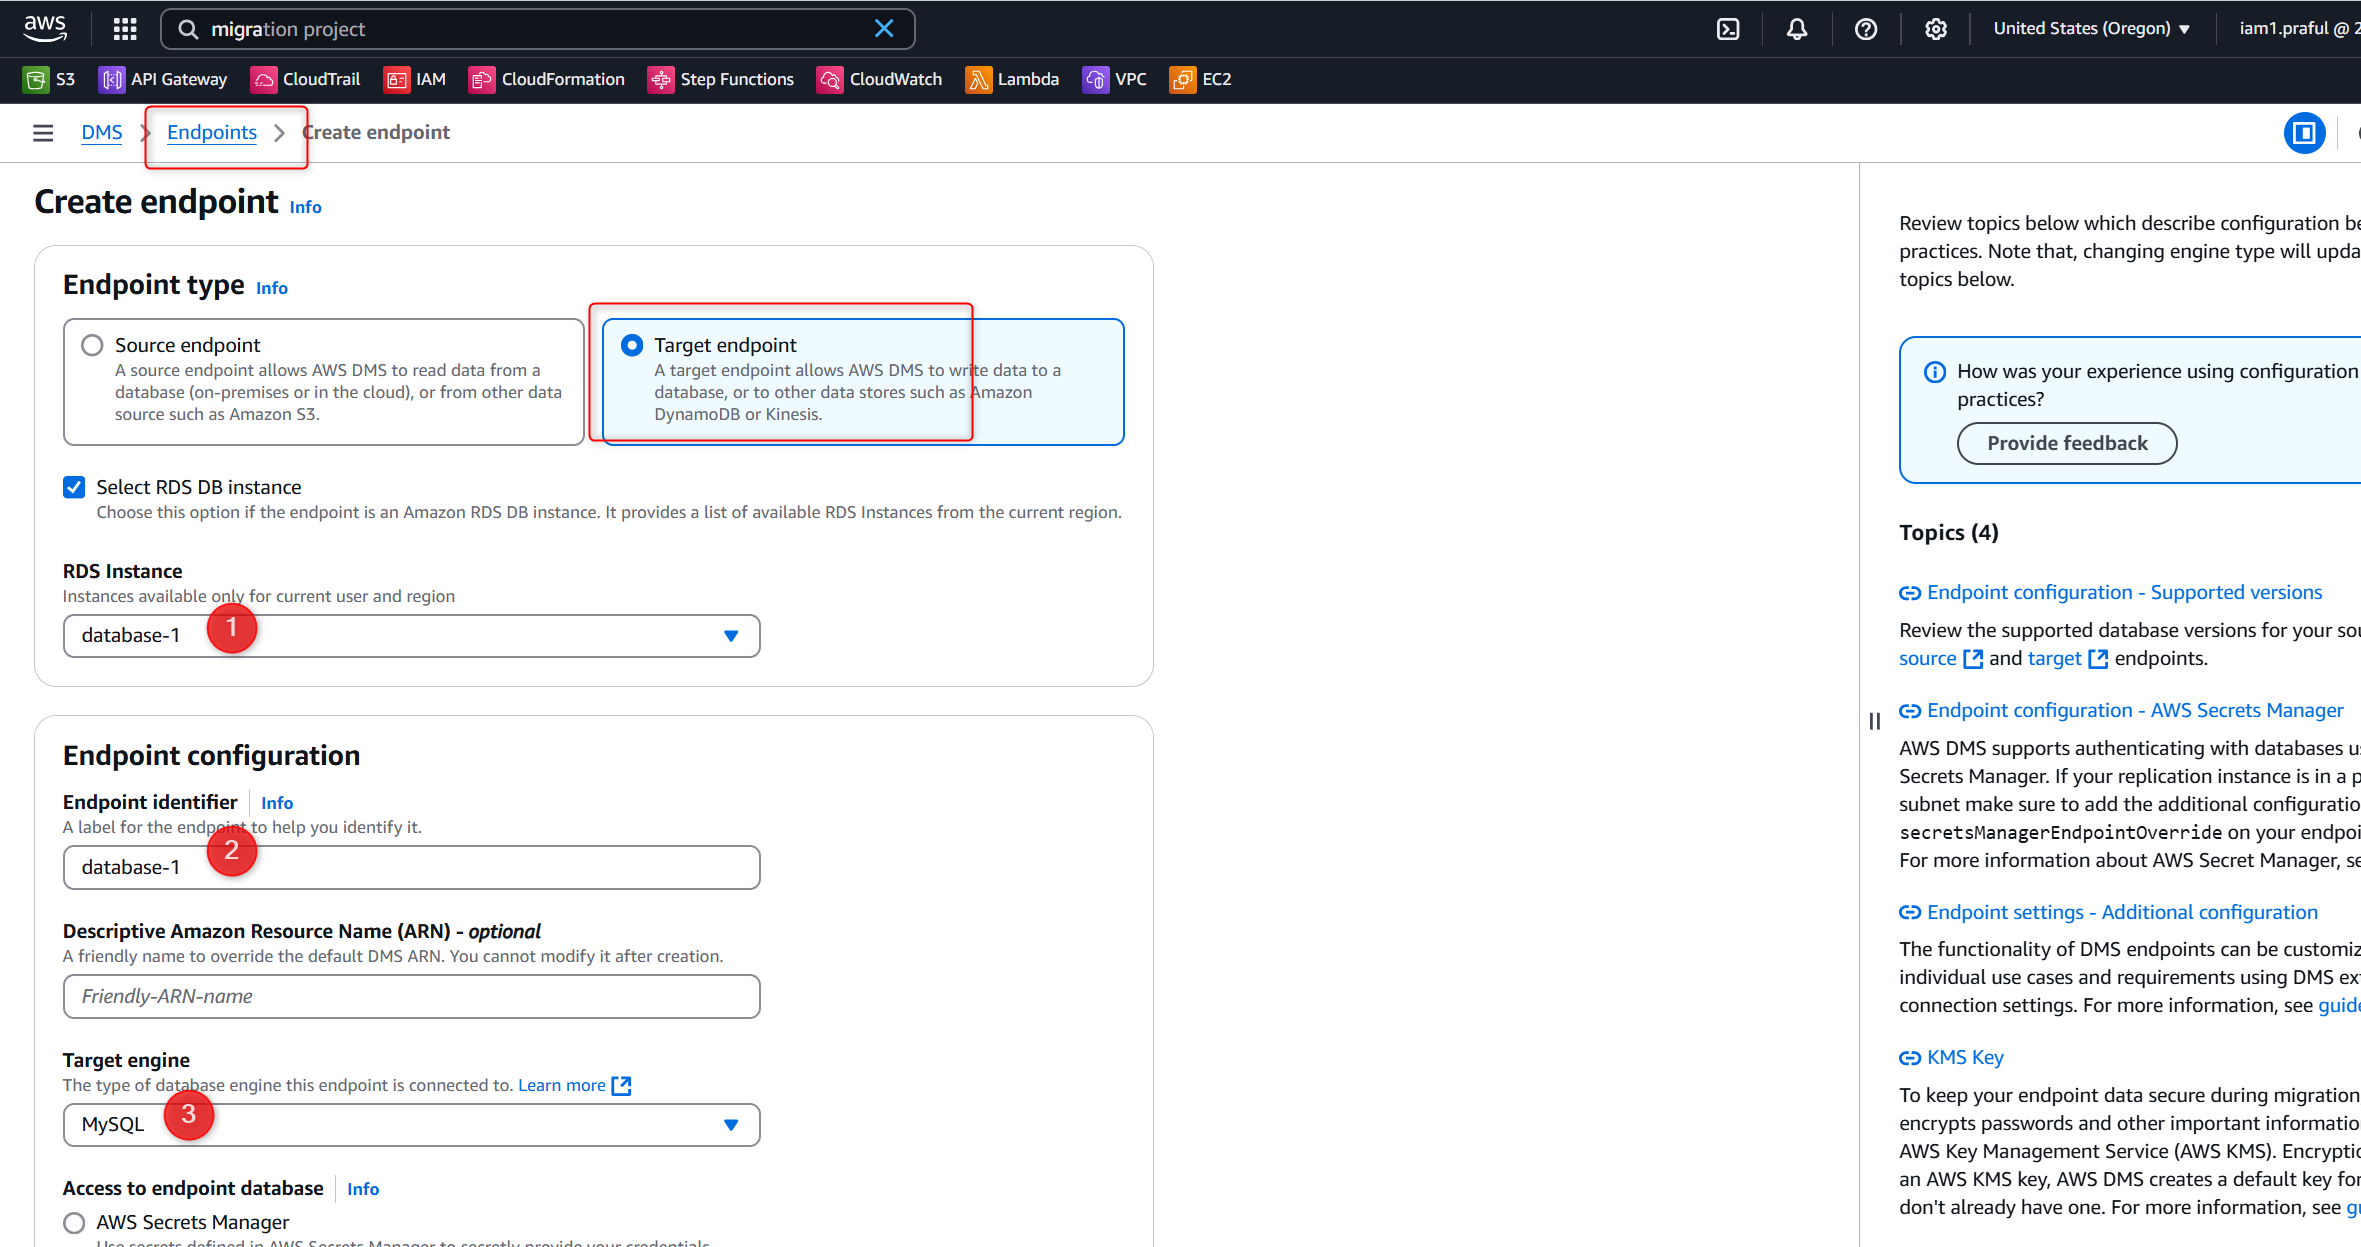 aws
migration project
United States (Oregon)
iam1.praful @ 2
S3
API Gateway
CloudTrail
IAM
CloudFormation
Step Functions
CloudWatch
Lambda
VPC
EC2
DMS
Endpoints
Create endpoint
Create endpoint Info
Endpoint type Info
Source endpoint
A source endpoint allows AWS DMS to read data from a
database (on-premises or in the cloud), or from other data
source such as Amazon S3.
Target endpoint
A target endpoint allows AWS DMS to write data to a
database, or to other data stores such as Amazon
DynamoDB or Kinesis.
Select RDS DB instance
Choose this option if the endpoint is an Amazon RDS DB instance. It provides a list of available RDS Instances from the current region.
RDS Instance
Instances available only for current user and region
database-1
1
Endpoint configuration
Endpoint identifier Info
A label for the endpoint to help you identify it.
database-1
2
Descriptive Amazon Resource Name (ARN) - optional
A friendly name to override the default DMS ARN. You cannot modify it after creation.
Friendly-ARN-name
Target engine
The type of database engine this endpoint is connected to. Learn more
MySQL
3
Access to endpoint database Info
AWS Secrets Manager
Use secrets defined in AWS Secrets Manager to secretly provide your credentials
Review topics below which describe configuration be
practices. Note that, changing engine type will upda
topics below.
How was your experience using configuration
practices?
Provide feedback
Topics (4)
Endpoint configuration - Supported versions
Review the supported database versions for your sou
source and target endpoints.
Endpoint configuration - AWS Secrets Manager
AWS DMS supports authenticating with databases u
Secrets Manager. If your replication instance is in a p
subnet make sure to add the additional configuratio
secretsManagerEndpointOverride on your endpoi
For more information about AWS Secret Manager, se
Endpoint settings - Additional configuration
The functionality of DMS endpoints can be customiz
individual use cases and requirements using DMS ex
connection settings. For more information, see guide
KMS Key
To keep your endpoint data secure during migration
encrypts passwords and other important informatio
AWS Key Management Service (AWS KMS). Encryptio
an AWS KMS key, AWS DMS creates a default key for
don't already have one. For more information, see gu